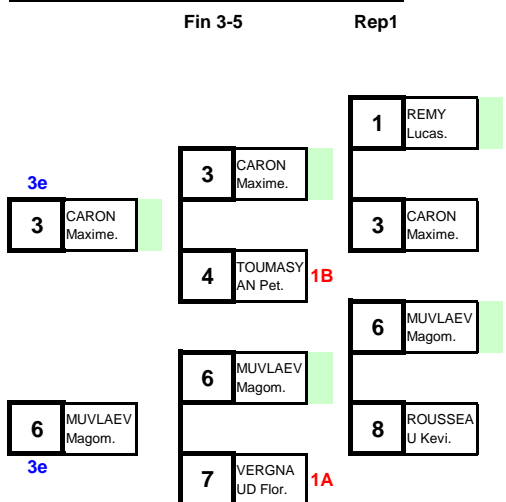 Fin 3-5 Rep1
1 REMY
Lucas.
3 CARON
Maxime.
3e
3 CARON
Maxime.
3 CARON
Maxime.
4 TOUMASY
AN Pet. 1B
6 MUVLAEV
Magom.
6 MUVLAEV
Magom.
6 MUVLAEV
Magom.
8 ROUSSEA
U Kevi.
3e
7 VERGNA
UD Flor. 1A